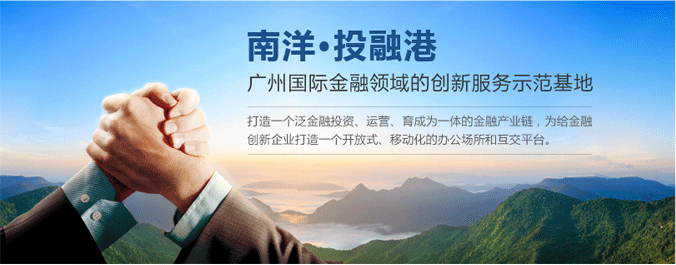 南洋·投融港
广州国际金融领域的创新服务示范基地
打造一个泛金融投资、运营、育成为一体的金融产业链，为给金融
创新企业打造一个开放式、移动化的办公场所和互交平台。